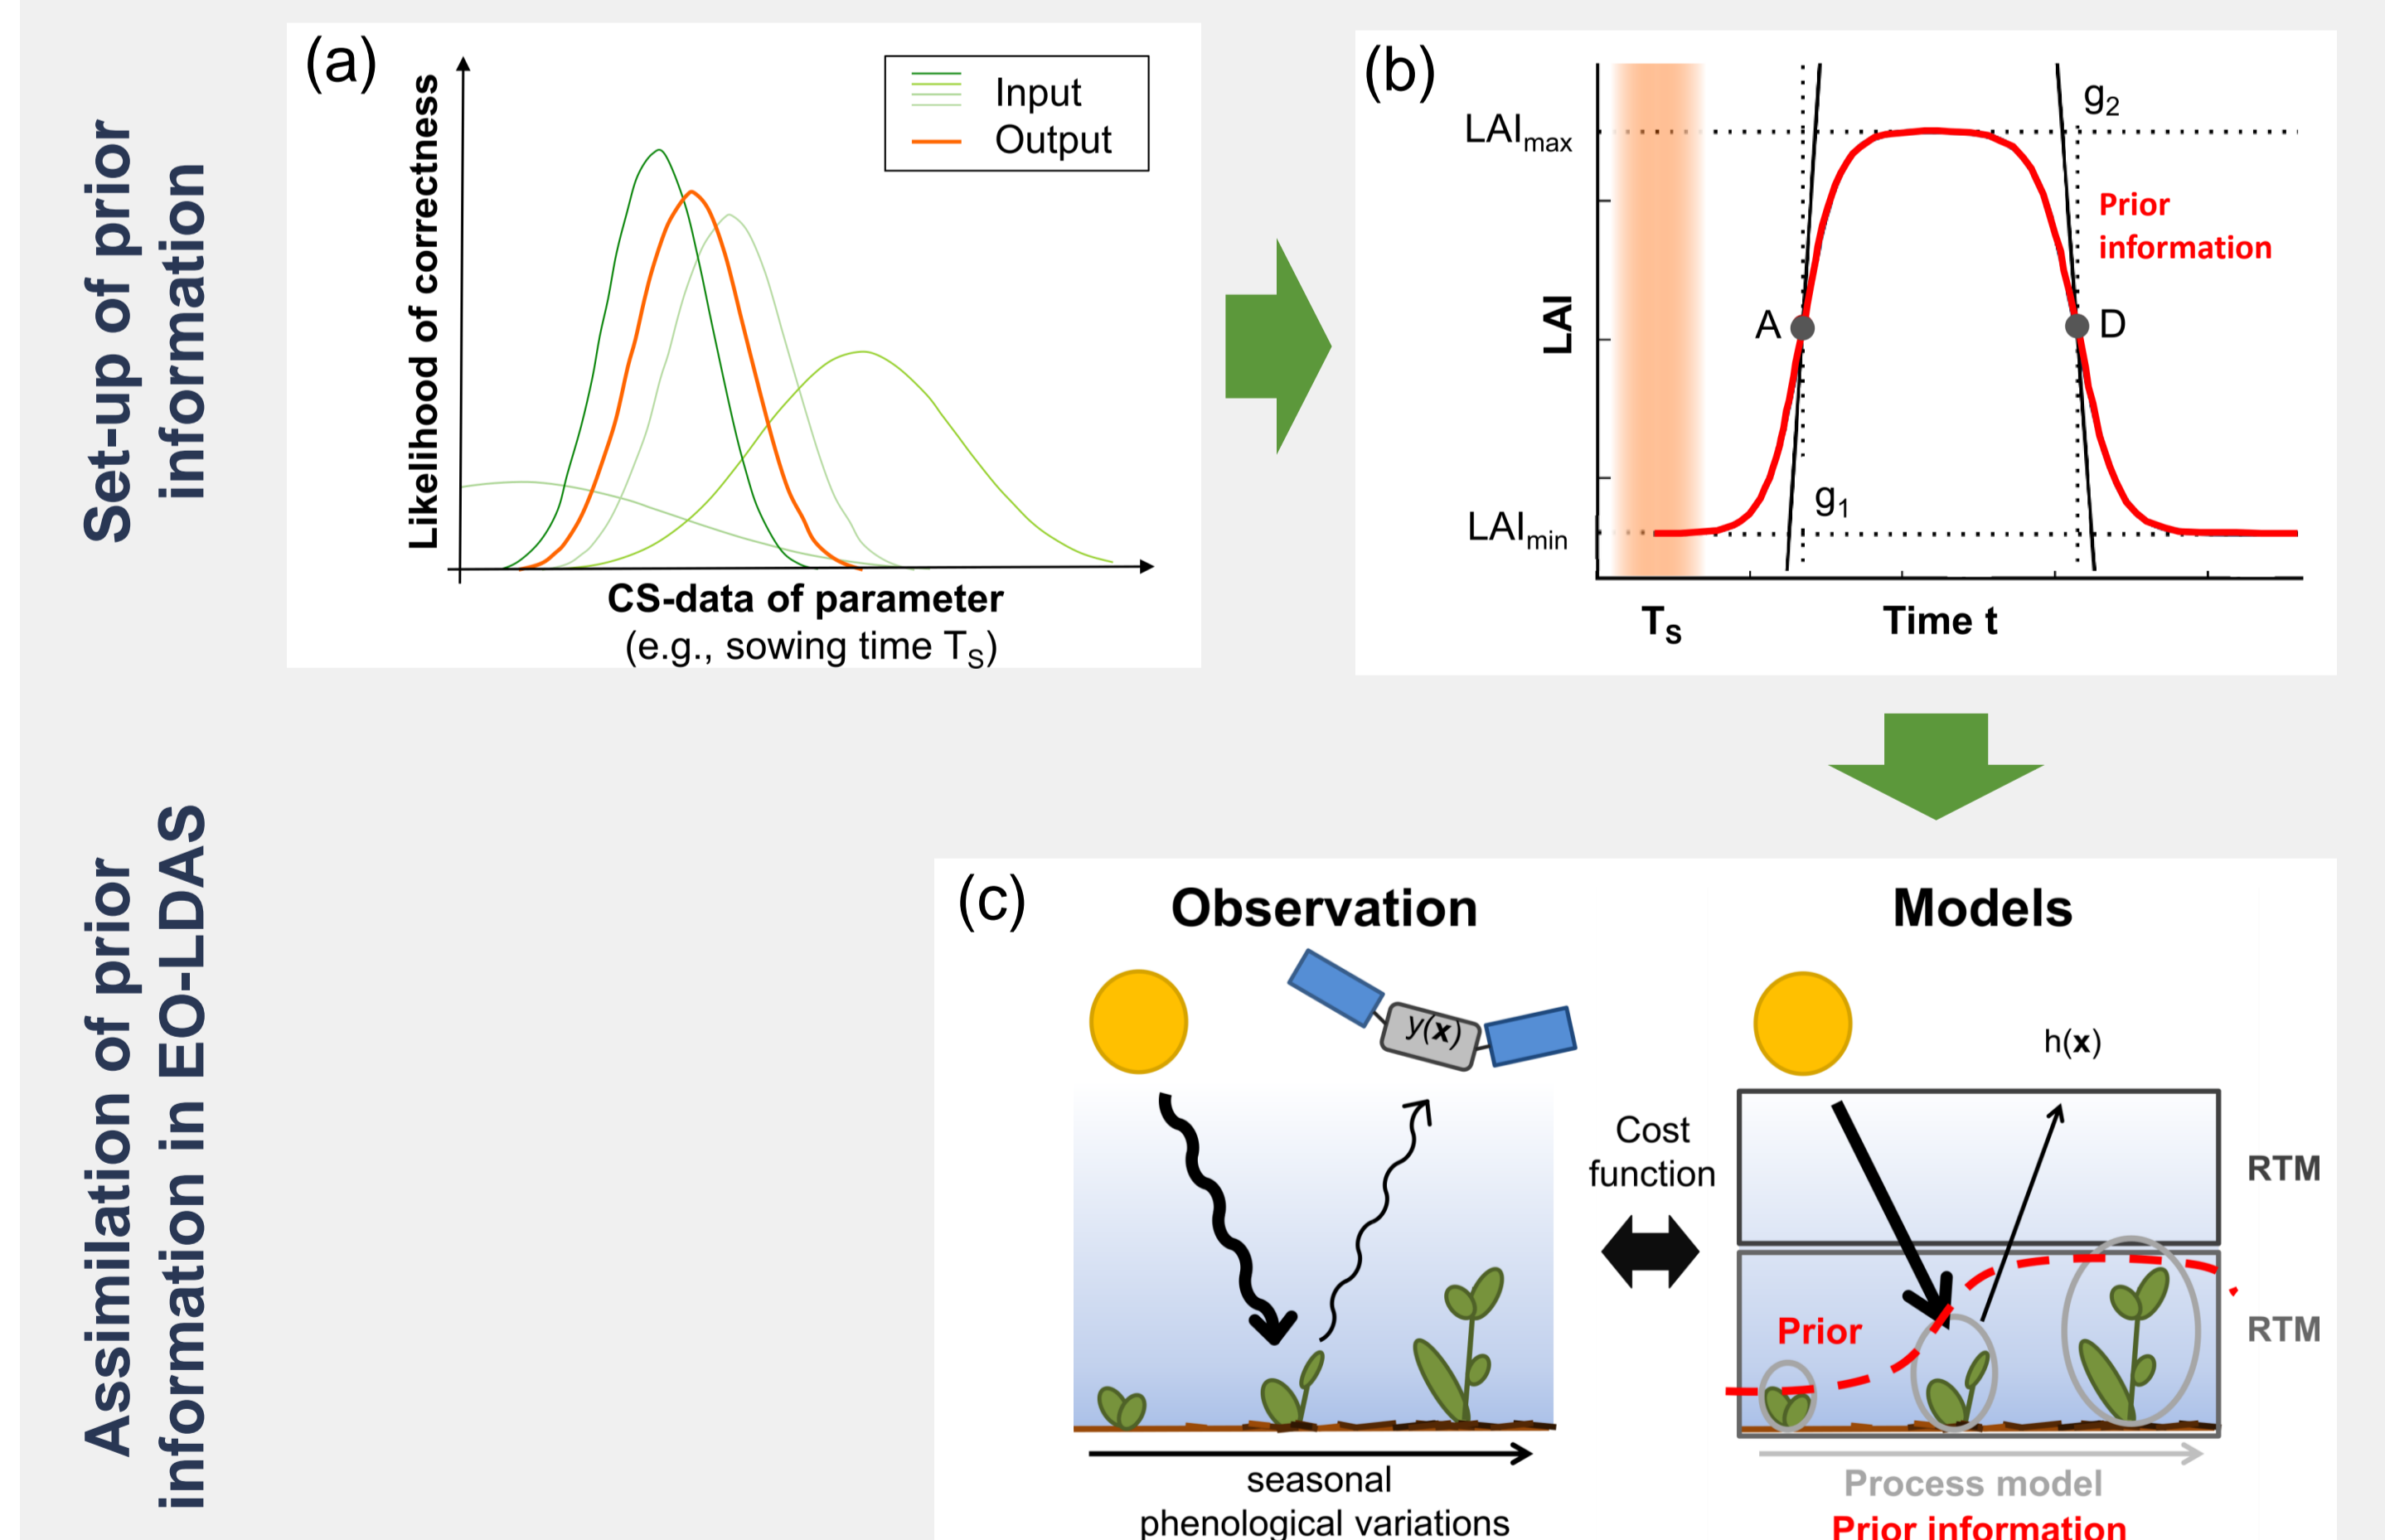 Set-up of prior
information
(a)
Likelihood of correctness
Input
Output
CS-data of parameter
(e.g., sowing time TS)
(b)
LAImax
LAI
LAImin
g2
Prior
information
A
D
g1
TS
Time t
Assimilation of prior
information in EO-LDAS
(c)
Observation
y(x)
seasonal
phenological variations
Cost
function
Models
h(x)
RTM
Prior
RTM
Process model
Prior information